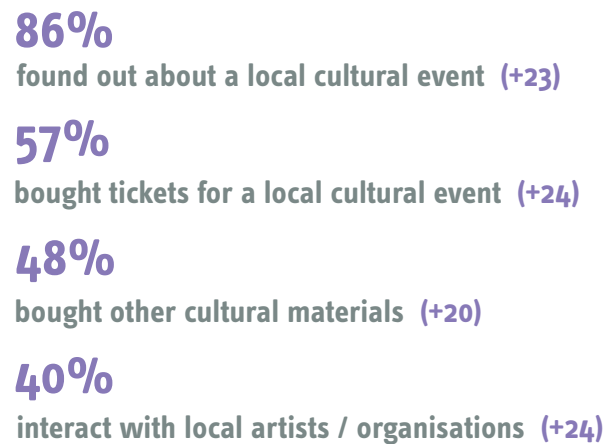 86%
found out about a local cultural event (+23)
57%
bought tickets for a local cultural event (+24)
48%
bought other cultural materials (+20)
40%
interact with local artists / organisations (+24)